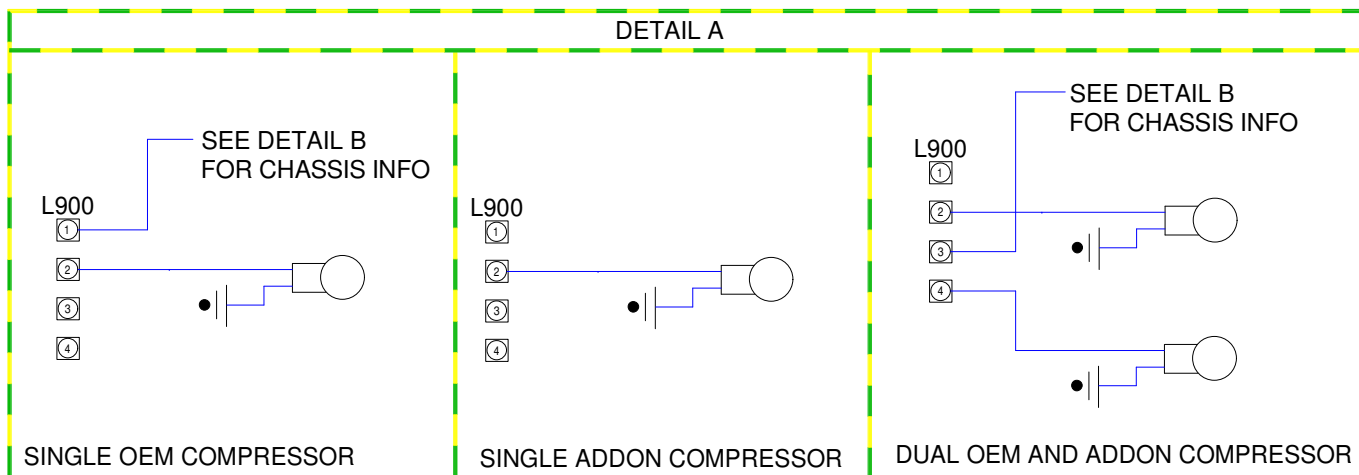 DETAIL A
SEE DETAIL B
FOR CHASSIS INFO
L900
1
2
3
4
SINGLE OEM COMPRESSOR
L900
1
2
3
4
SINGLE ADDON COMPRESSOR
SEE DETAIL B
FOR CHASSIS INFO
L900
1
2
3
4
DUAL OEM AND ADDON COMPRESSOR